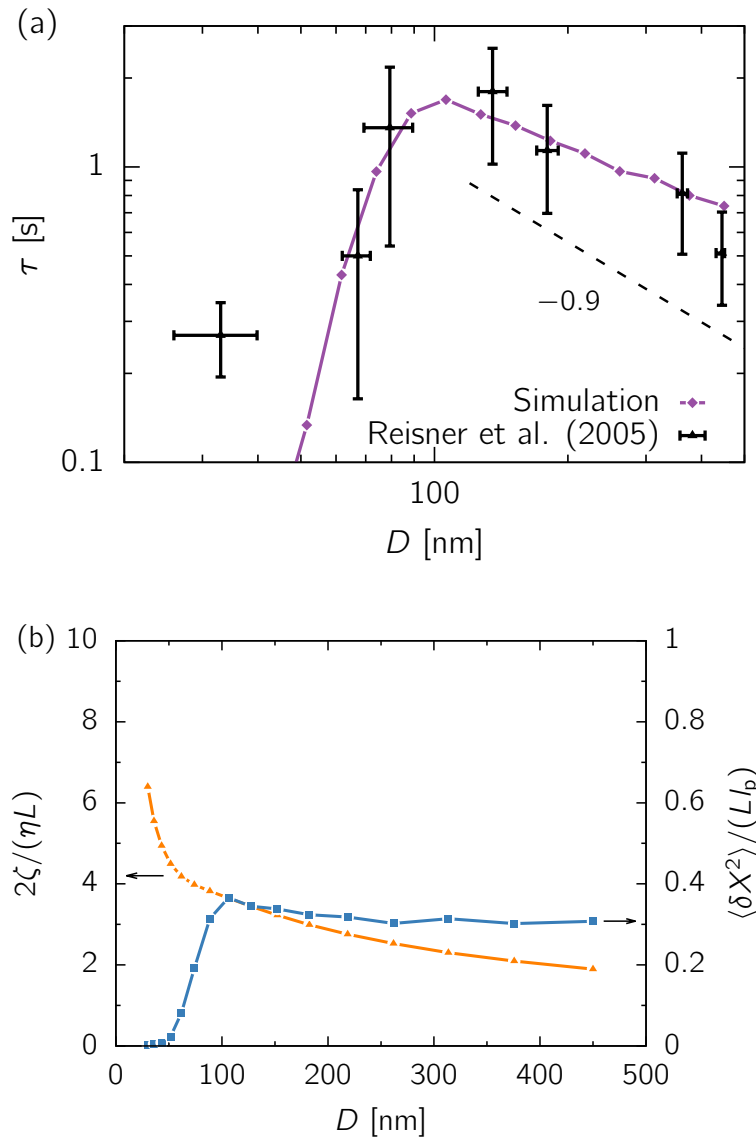 (a)
τ [s]
1
0.1
−0.9
Simulation
Reisner et al. (2005)
100
D [nm]
(b)
2ζ/(ηL)
10
8
6
4
2
0
1
0.8
0.6
0.4
0.2
0
⟨δX²⟩/(Llₚ)
0 100 200 300 400 500
D [nm]